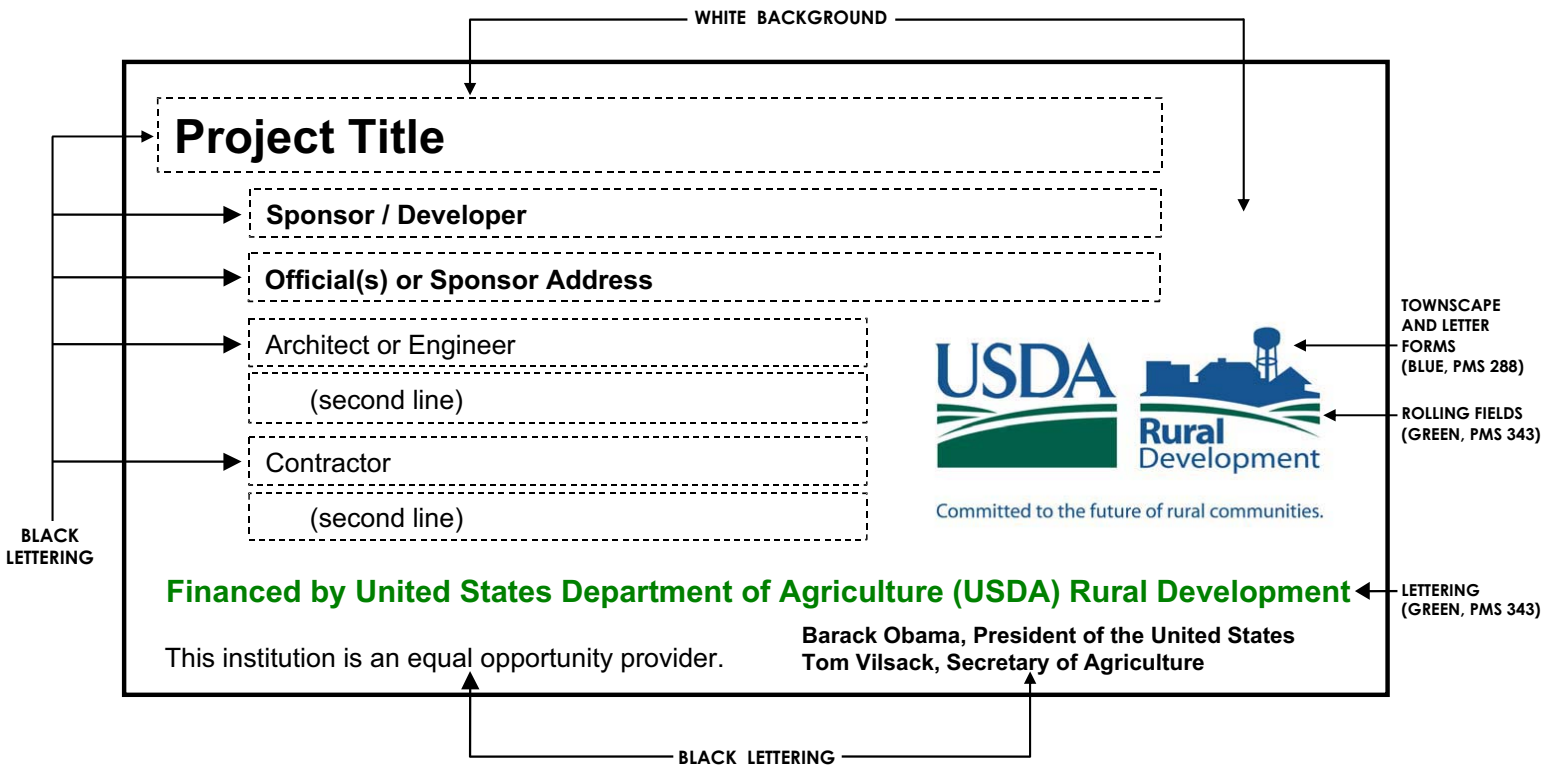 WHITE BACKGROUND
Project Title
Sponsor / Developer
Official(s) or Sponsor Address
Architect or Engineer
(second line)
Contractor
(second line)
BLACK
LETTERING
USDA
Rural
Development
Committed to the future of rural communities.
TOWNSCAPE
AND LETTER
FORMS
(BLUE, PMS 288)
ROLLING FIELDS
(GREEN, PMS 343)
Financed by United States Department of Agriculture (USDA) Rural Development
LETTERING
(GREEN, PMS 343)
This institution is an equal opportunity provider.
Barack Obama, President of the United States
Tom Vilsack, Secretary of Agriculture
BLACK LETTERING